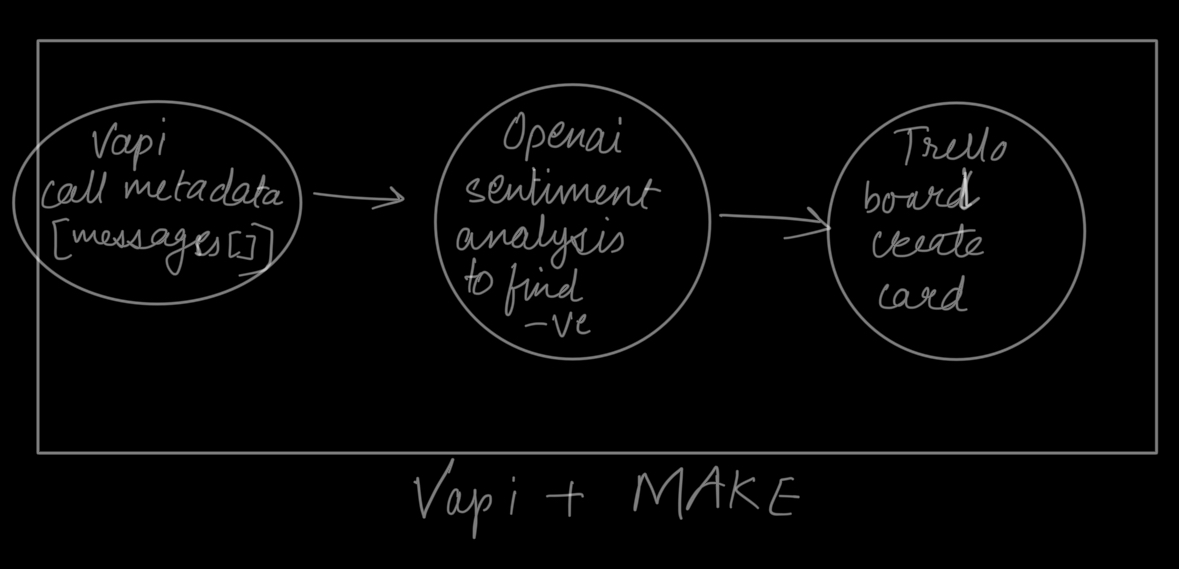 Vapi
call metadata
[messages[]]
Openai
sentiment
analysis
to find
-ve
Trello
board
create
card
Vapi + MAKE